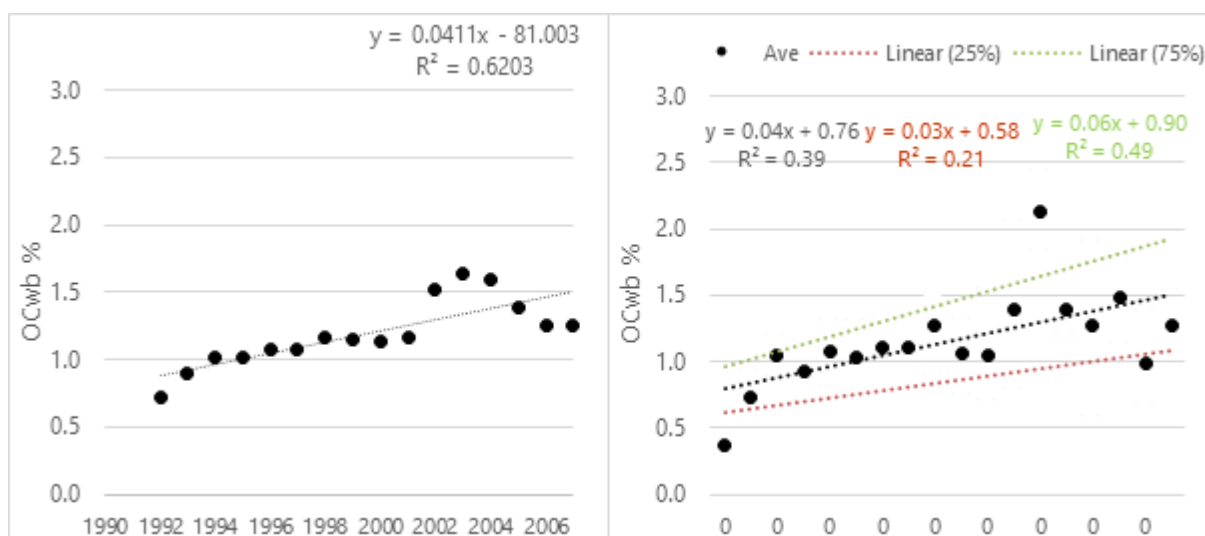 y = 0.0411x - 81.003
R² = 0.6203
3.0
2.5
2.0
1.5
1.0
0.5
0.0
OCwb %
1990 1992 1994 1996 1998 2000 2002 2004 2006
Ave Linear (25%) Linear (75%)
3.0
y = 0.04x + 0.76 y = 0.03x + 0.58 y = 0.06x + 0.90
R² = 0.39 R² = 0.21 R² = 0.49
2.5
2.0
1.5
1.0
0.5
0.0
OCwb %
0 0 0 0 0 0 0 0 0